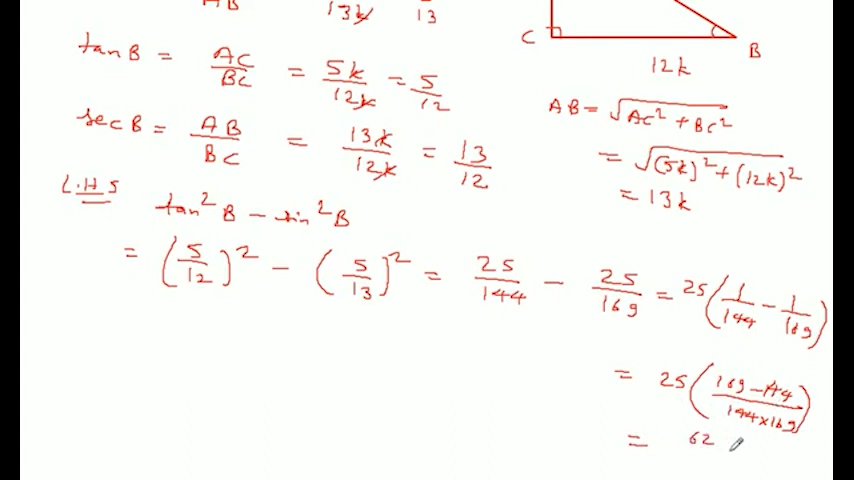 AB 13k 13
C B
12k
tan B = AC/BC = 5k/12k = 5/12
AB = √AC² + BC²
sec B = AB/BC = 13k/12k = 13/12
= √(5k)² + (12k)²
= 13k
L.H.S tan² B - sin² B
= (5/12)² - (5/13)² = 25/144 - 25/169 = 25(1/144 - 1/169)
= 25(169-144/144×169)
= 62